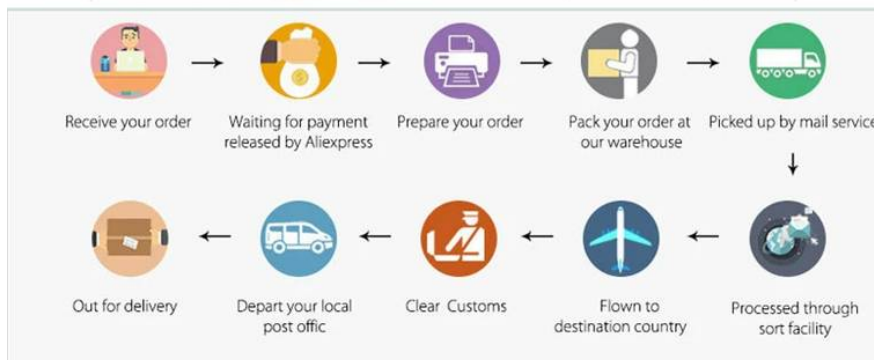 Receive your order
Waiting for payment
released by Aliexpress
Prepare your order
Pack your order at
our warehouse
Picked up by mail service
Processed through
sort facility
Flown to
destination country
Clear Customs
Depart your local
post offic
Out for delivery